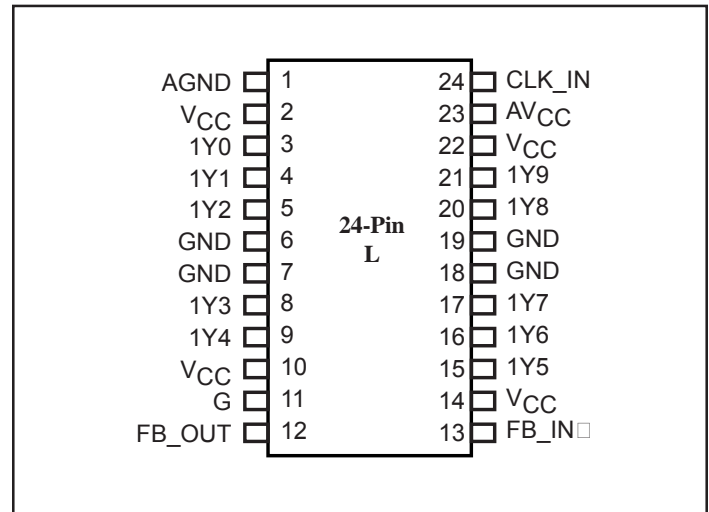 AGND 1 24 CLK_IN
VCC 2 23 AVCC
1Y0 3 22 VCC
1Y1 4 21 1Y9
1Y2 5 20 1Y8
GND 6 19 GND
GND 7 18 GND
1Y3 8 17 1Y7
1Y4 9 16 1Y6
VCC 10 15 1Y5
G 11 14 VCC
FB_OUT 12 13 FB_IN
24-Pin
L